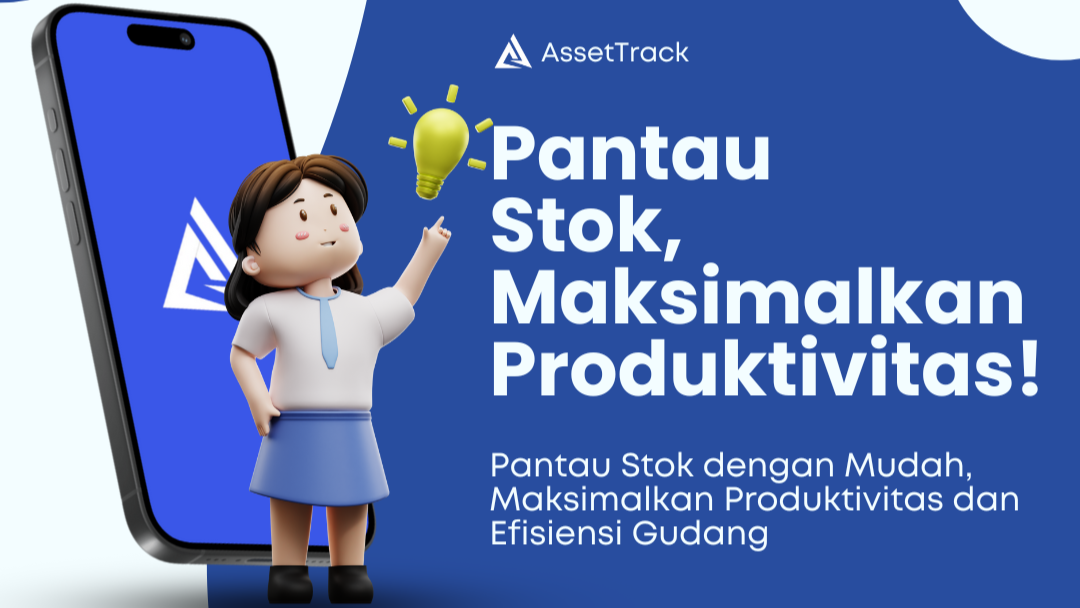 AssetTrack
Pantau
Stok,
Maksimalkan
Produktivitas!
Pantau Stok dengan Mudah,
Maksimalkan Produktivitas dan
Efisiensi Gudang